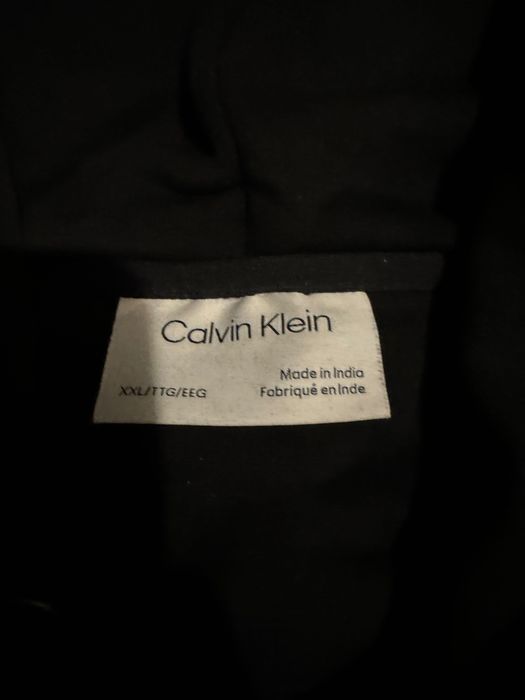 Calvin Klein
Made in India
XXL/TTG/EEG
Fabriqué en Inde